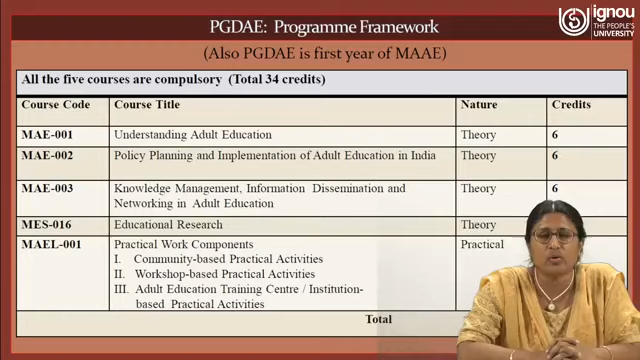 PGDAE: Programme Framework
ignou
THE PEOPLE'S
UNIVERSITY
(Also PGDAE is first year of MAAE)
All the five courses are compulsory (Total 34 credits)
Course Code Course Title Nature Credits
MAE-001 Understanding Adult Education Theory 6
MAE-002 Policy Planning and Implementation of Adult Education in India Theory 6
MAE-003 Knowledge Management, Information Dissemination and Theory 6
Networking in Adult Education
MES-016 Educational Research Theory
MAEL-001 Practical Work Components Practical
I. Community-based Practical Activities
II. Workshop-based Practical Activities
III. Adult Education Training Centre / Institution-
based Practical Activities
Total